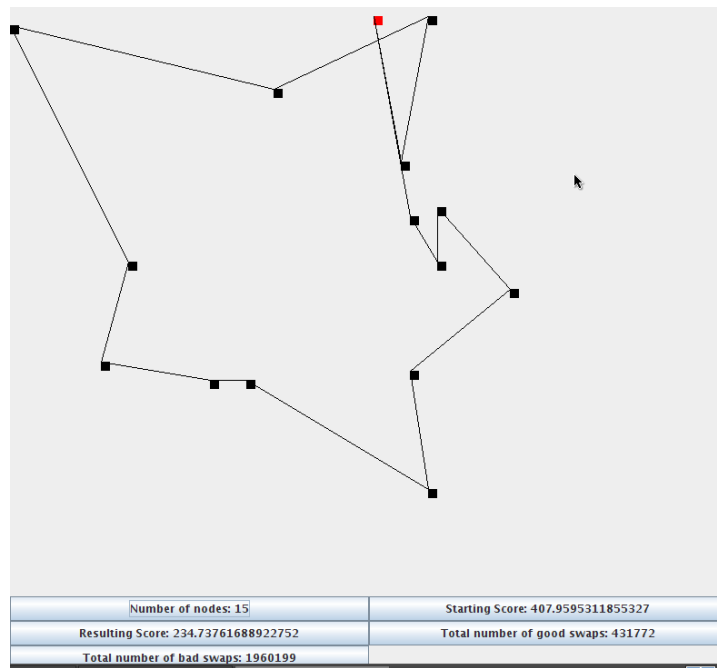 Number of nodes: 15
Starting Score: 407.9595311855327
Resulting Score: 234.73761688922752
Total number of good swaps: 431772
Total number of bad swaps: 1960199